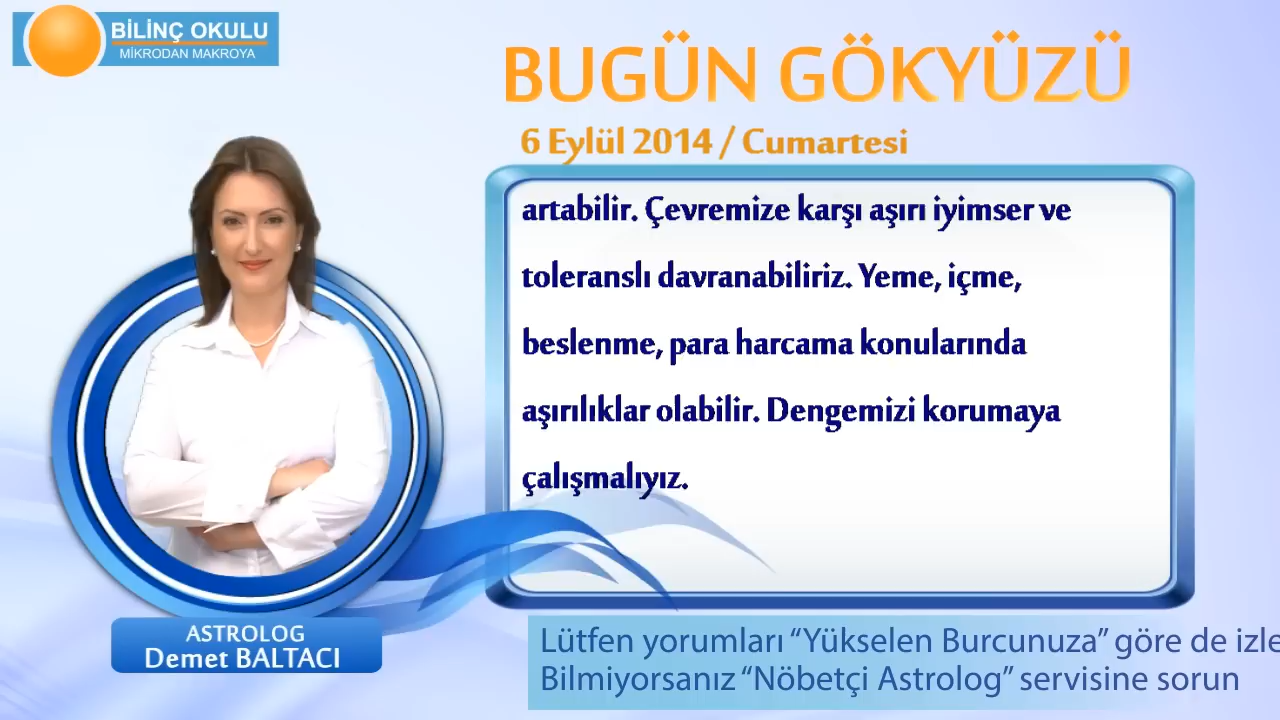 BİLİNÇ OKULU
MİKRODAN MAKROYA
BUGÜN GÖKYÜZÜ
6 Eylül 2014 / Cumartesi
artabilir. Çevremize karşı aşırı iyimser ve
toleranslı davranabiliriz. Yeme, içme,
beslenme, para harcama konularında
aşırılıklar olabilir. Dengemizi korumaya
çalışmalıyız.
ASTROLOG
Demet BALTACI
Lütfen yorumları “Yükselen Burcunuza” göre de izle
Bilmiyorsanız “Nöbetçi Astrolog” servisine sorun